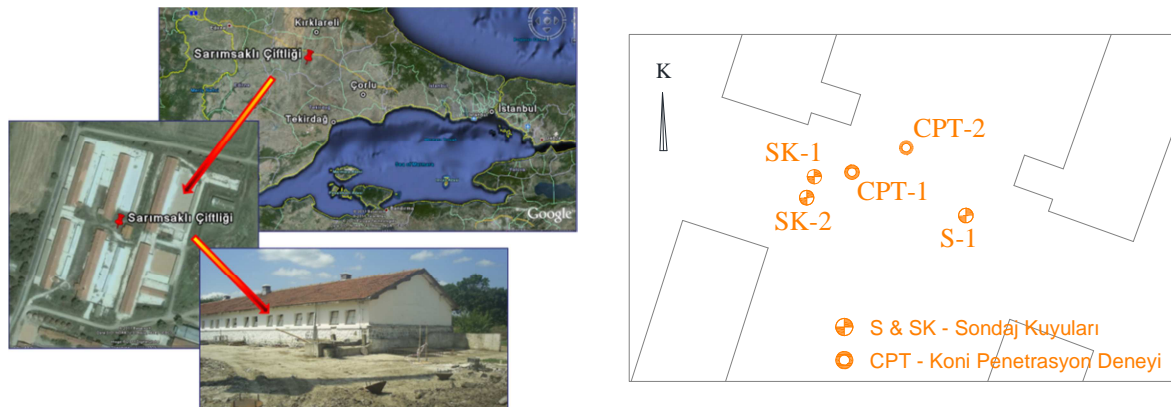 Kırklareli
Sarımsaklı Çiftliği
Çorlu
İstanbul
Tekirdağ
Google
Sarımsaklı Çiftliği
K
CPT-2
SK-1
CPT-1
SK-2
S-1
S & SK - Sondaj Kuyuları
CPT - Koni Penetrasyon Deneyi